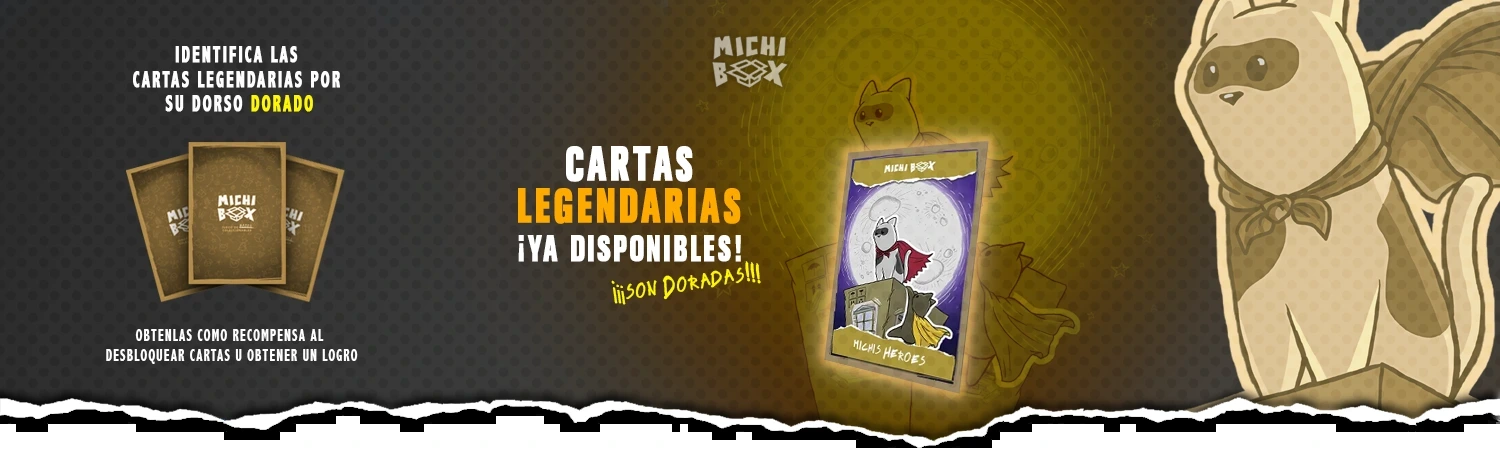 IDENTIFICA LAS
CARTAS LEGENDARIAS POR
SU DORSO DORADO
MICHI
BOX
OBTENLAS COMO RECOMPENSA AL
DESBLOQUEAR CARTAS U OBTENER UN LOGRO
MICHI
BOX
CARTAS
LEGENDARIAS
¡YA DISPONIBLES!
¡¡¡SON DORADAS!!!
MICHI BOX
MICHIS HEROES